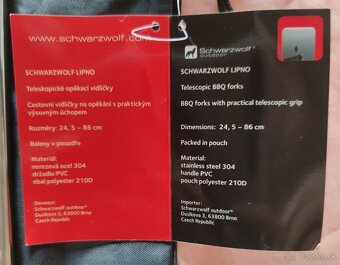 www.schwarzwolf.com
SCHWARZWOLF LIPNO
Teleskopické opékací vidličky
Cestovní vidličky na opékání s praktickým
výsuvným úchopem
Rozměry: 24, 5 – 86 cm
Baleny v pouzdře
Materiál:
nerezová ocel 304
držadlo PVC
obal polyester 210D
Dovozce:
Schwarzwolf outdoor®
Dusíkova 3, 63800 Brno
Czech Republic
Schwarzwolf®
outdoor
SCHWARZWOLF LIPNO
Telescopic BBQ forks
BBQ forks with practical telescopic grip
Dimensions: 24, 5 – 86 cm
Packed in pouch
Material:
stainless steel 304
handle PVC
pouch polyester 210D
Importer:
Schwarzwolf outdoor®
Dusíkova 3, 63800 Brno
Czech Republic
bazos.sk